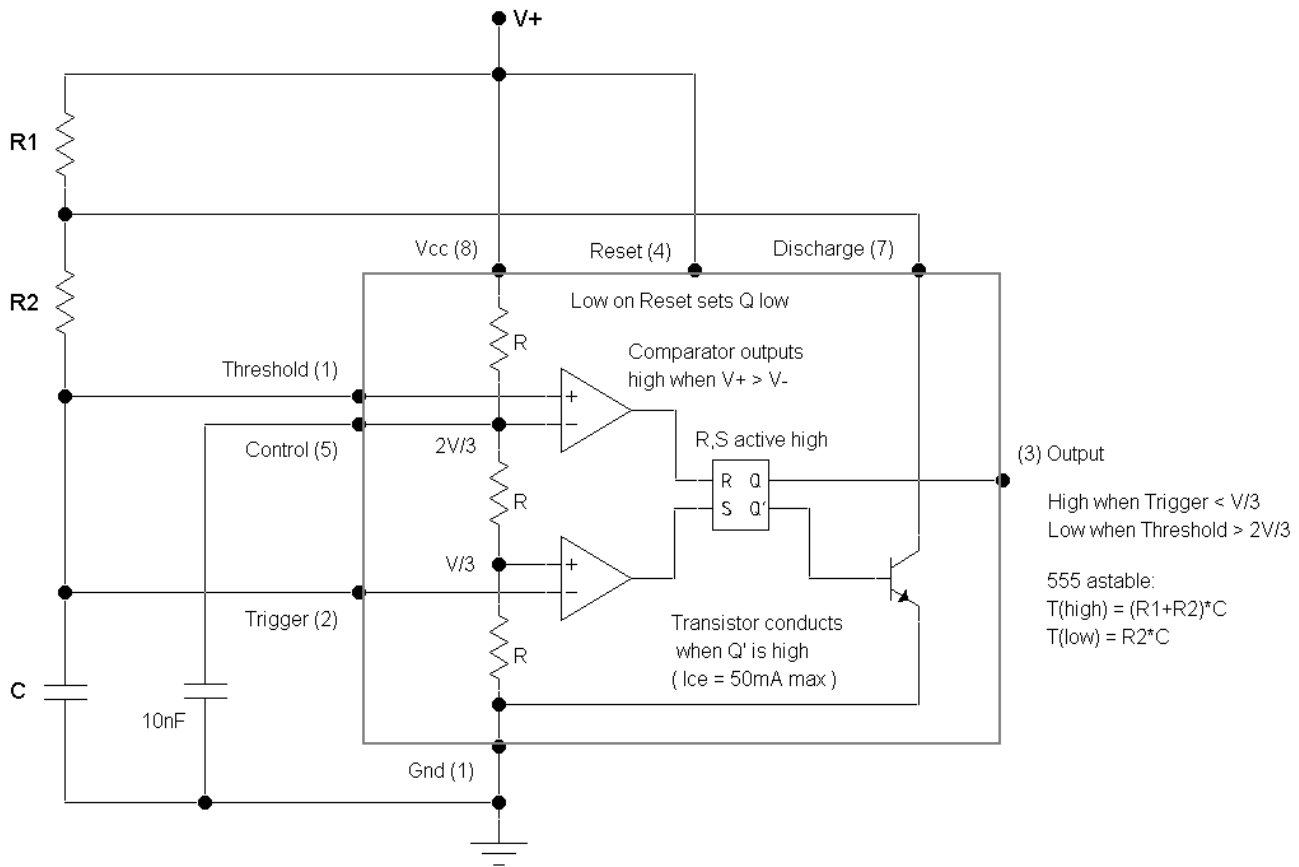 V+
R1
Vcc (8)
Reset (4)
Discharge (7)
R2
Low on Reset sets Q low
R
Comparator outputs
high when V+ > V-
Threshold (1)
+
−
2V/3
Control (5)
R,S active high
R Q
S Q'
(3) Output
High when Trigger < V/3
Low when Threshold > 2V/3
R
V/3
+
−
555 astable:
T(high) = (R1+R2)*C
T(low) = R2*C
Trigger (2)
R
Transistor conducts
when Q' is high
( Ice = 50mA max )
C
10nF
Gnd (1)